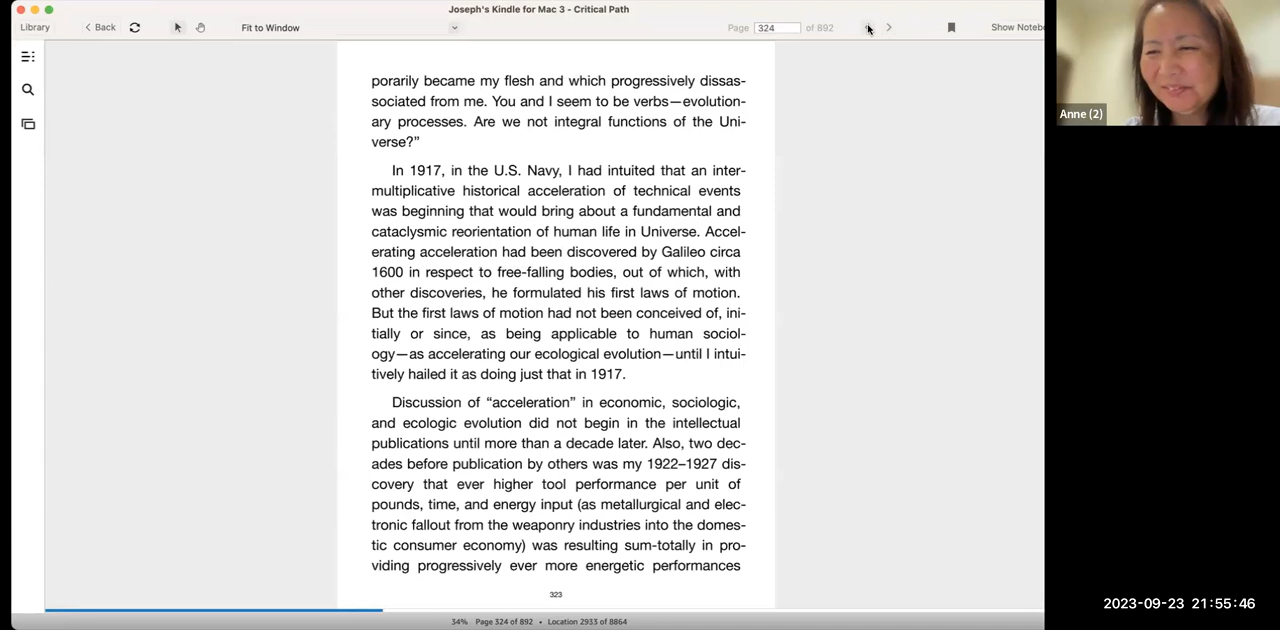 Joseph's Kindle for Mac 3 - Critical Path
Library
Back
Fit to Window
Page 324 of 892
Show Notebo
porarily became my flesh and which progressively dissas-
sociated from me. You and I seem to be verbs—evolution-
ary processes. Are we not integral functions of the Uni-
verse?”
In 1917, in the U.S. Navy, I had intuited that an inter-
multiplicative historical acceleration of technical events
was beginning that would bring about a fundamental and
cataclysmic reorientation of human life in Universe. Accel-
erating acceleration had been discovered by Galileo circa
1600 in respect to free-falling bodies, out of which, with
other discoveries, he formulated his first laws of motion.
But the first laws of motion had not been conceived of, ini-
tially or since, as being applicable to human sociol-
ogy—as accelerating our ecological evolution—until I intui-
tively hailed it as doing just that in 1917.
Discussion of “acceleration” in economic, sociologic,
and ecologic evolution did not begin in the intellectual
publications until more than a decade later. Also, two dec-
ades before publication by others was my 1922–1927 dis-
covery that ever higher tool performance per unit of
pounds, time, and energy input (as metallurgical and elec-
tronic fallout from the weaponry industries into the domes-
tic consumer economy) was resulting sum-totally in pro-
viding progressively ever more energetic performances
323
34% Page 324 of 892 • Location 2933 of 8864
Anne (2)
2023-09-23 21:55:46